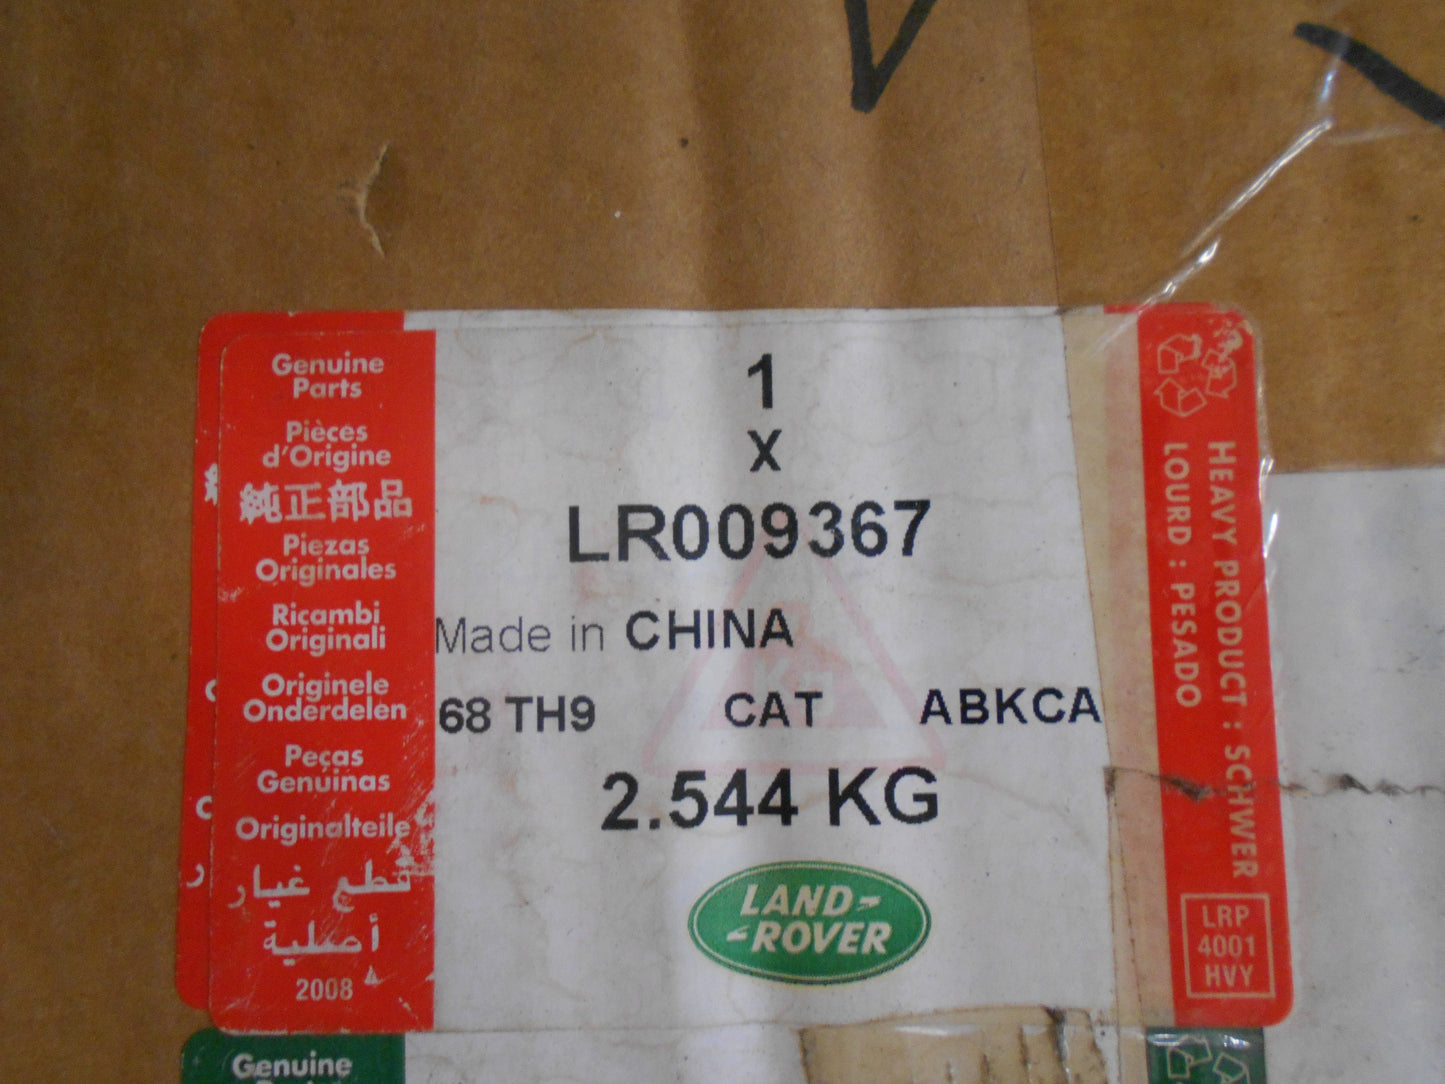 Genuine
Parts
Pièces
d'Origine
純正部品
Piezas
Originales
Ricambi
Originali
Originele
Onderdelen
Peças
Genuinas
Originalteile
قطع غيار
أصلية
2008
1
X
LR009367
Made in CHINA
68 TH9 CAT ABKCA
2.544 KG
LAND-
-ROVER
HEAVY PRODUCT : SCHWER
LOURD : PESADO
LRP
4001
HVY
Genuine